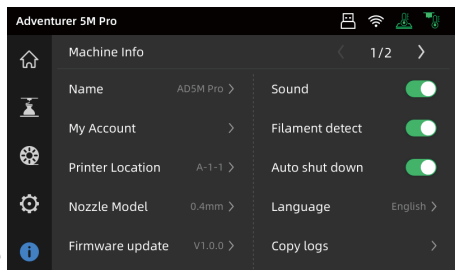 Adventurer 5M Pro
Machine Info
1/2
Name AD5M Pro
Sound
My Account
Filament detect
Printer Location A-1-1
Auto shut down
Nozzle Model 0.4mm
Language English
Firmware update V1.0.0
Copy logs